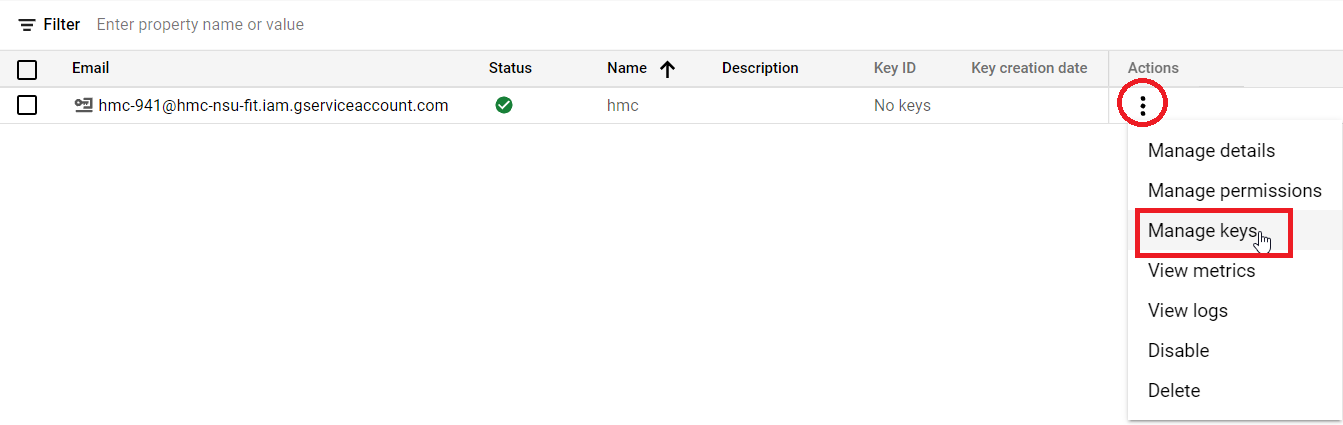 Filter Enter property name or value
Email Status Name Description Key ID Key creation date Actions
hmc-941@hmc-nsu-fit.iam.gserviceaccount.com hmc No keys
Manage details
Manage permissions
Manage keys
View metrics
View logs
Disable
Delete